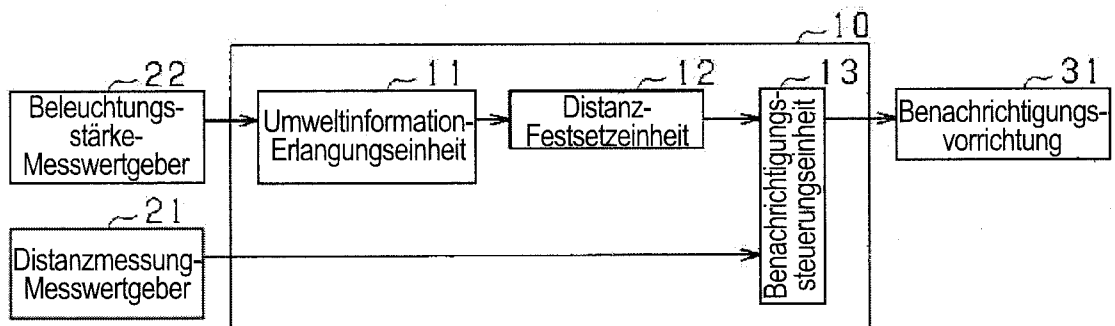 10
22
Beleuchtungs-
stärke-
Messwertgeber
11
Umweltinformation-
Erlangungseinheit
12
Distanz-
Festsetzeinheit
13
Benachrichtigungs-
steuerungseinheit
31
Benachrichtigungs-
vorrichtung
21
Distanzmessung-
Messwertgeber